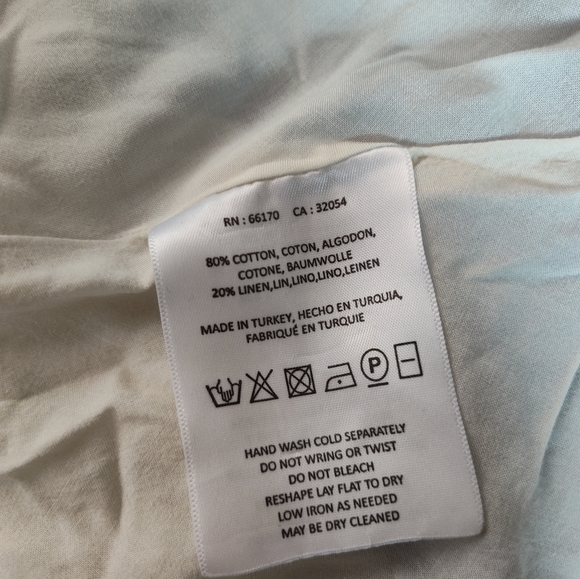 RN : 66170 CA : 32054
80% COTTON, COTON, ALGODON,
COTONE, BAUMWOLLE
20% LINEN,LIN,LINO,LINO,LEINEN
MADE IN TURKEY, HECHO EN TURQUIA,
FABRIQUÉ EN TURQUIE
P
HAND WASH COLD SEPARATELY
DO NOT WRING OR TWIST
DO NOT BLEACH
RESHAPE LAY FLAT TO DRY
LOW IRON AS NEEDED
MAY BE DRY CLEANED